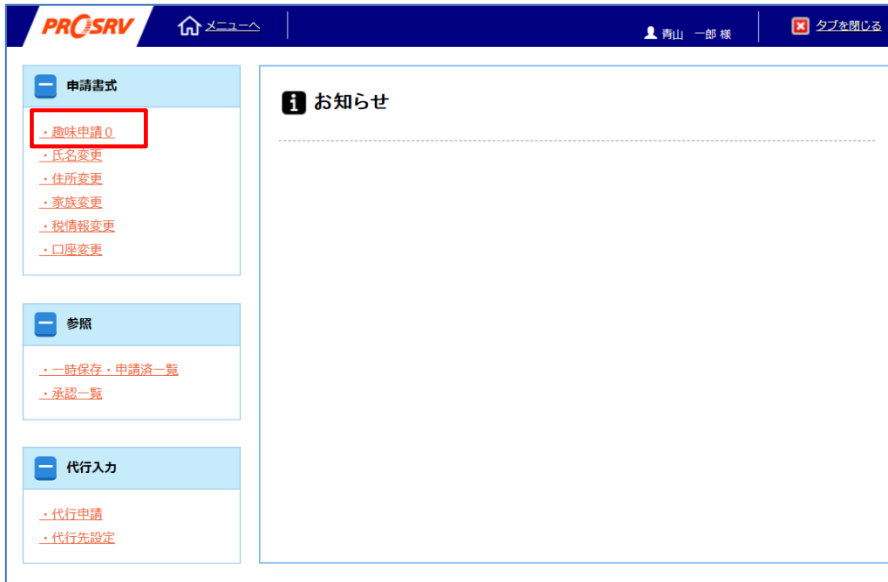 PROSRV
メニューへ
青山 一郎 様
タブを閉じる
申請書式
・趣味申請０
・氏名変更
・住所変更
・家族変更
・税情報変更
・口座変更
参照
・一時保存・申請済一覧
・承認一覧
代行入力
・代行申請
・代行先設定
お知らせ